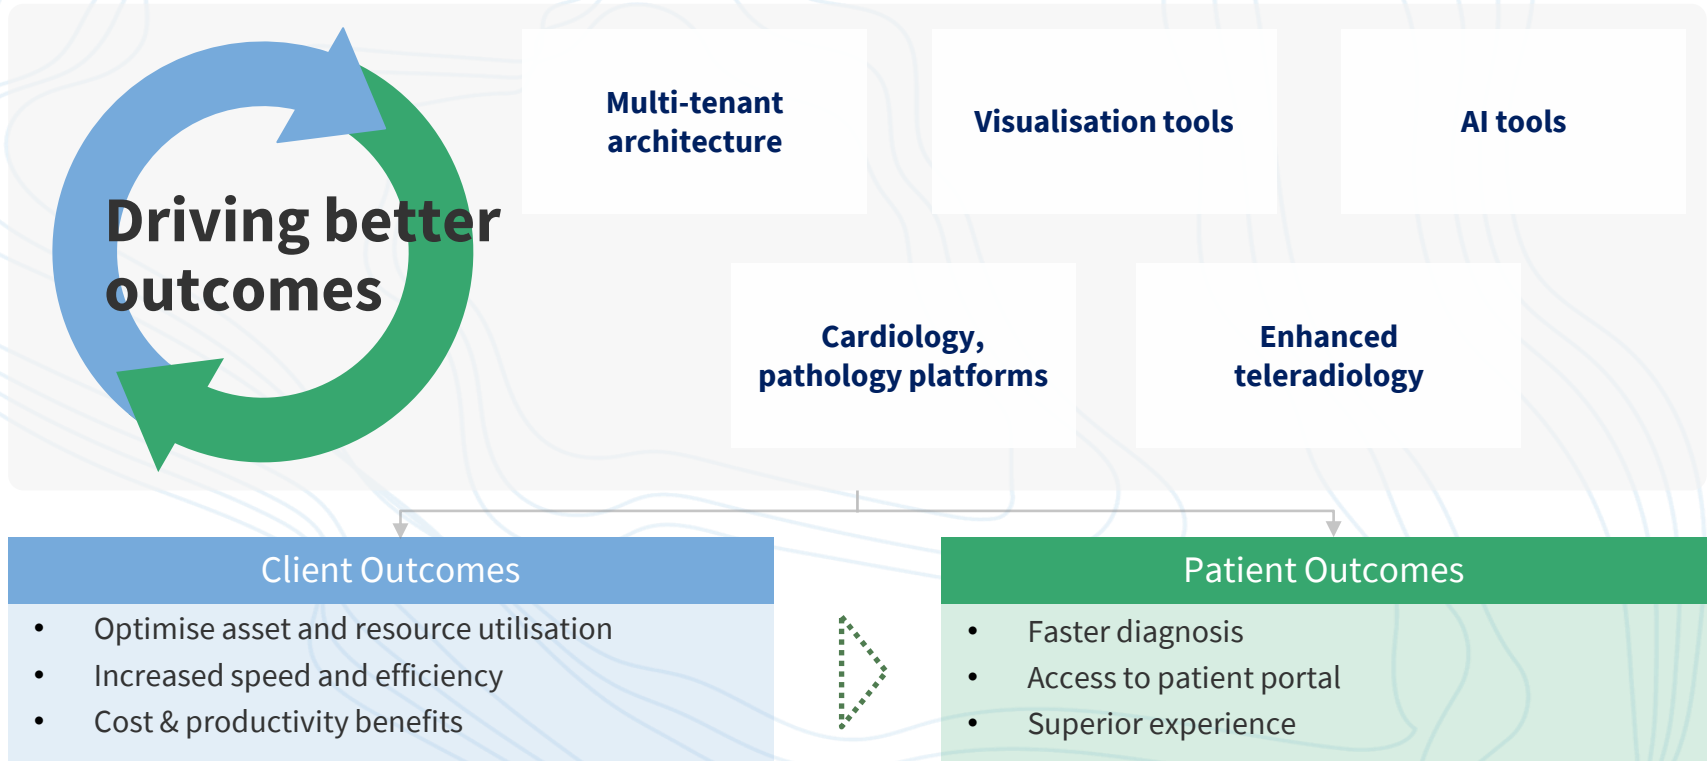 Driving better
outcomes
Multi-tenant
architecture
Visualisation tools
AI tools
Cardiology,
pathology platforms
Enhanced
teleradiology
Client Outcomes
• Optimise asset and resource utilisation
• Increased speed and efficiency
• Cost & productivity benefits
Patient Outcomes
• Faster diagnosis
• Access to patient portal
• Superior experience